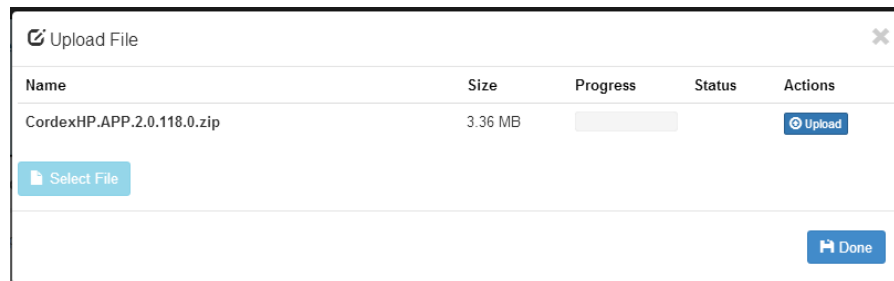 Upload File
Name Size Progress Status Actions
CordexHP.APP.2.0.118.0.zip 3.36 MB Upload
Select File
Done